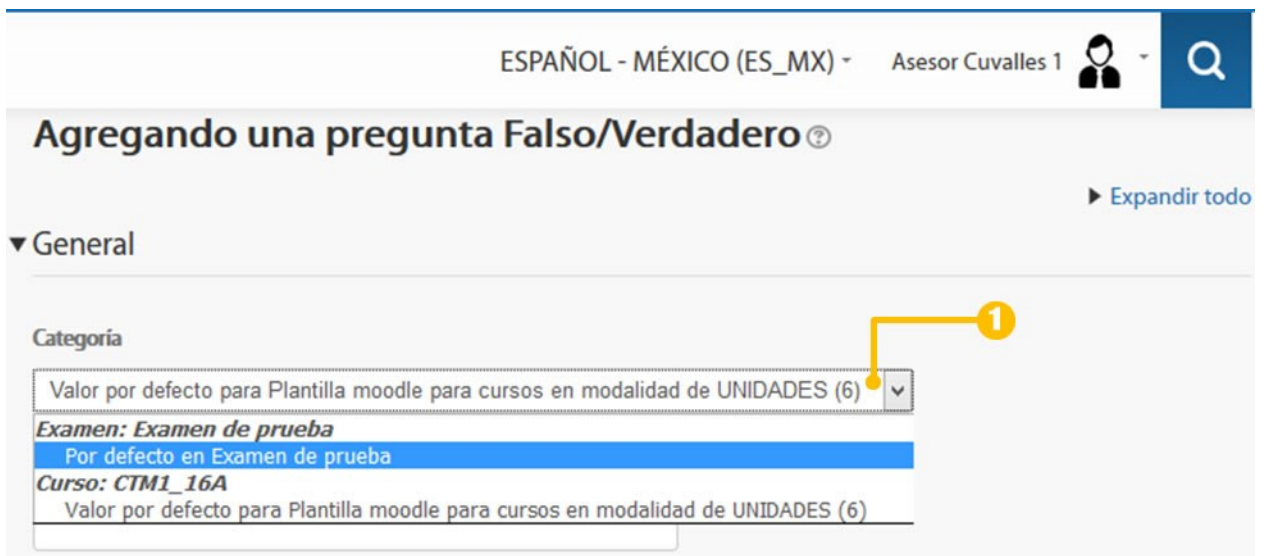 ESPAÑOL - MÉXICO (ES_MX) Asesor Cuvalles 1
Agregando una pregunta Falso/Verdadero ?
Expandir todo
General
1
Categoría
Valor por defecto para Plantilla moodle para cursos en modalidad de UNIDADES (6)
Examen: Examen de prueba
Por defecto en Examen de prueba
Curso: CTM1_16A
Valor por defecto para Plantilla moodle para cursos en modalidad de UNIDADES (6)